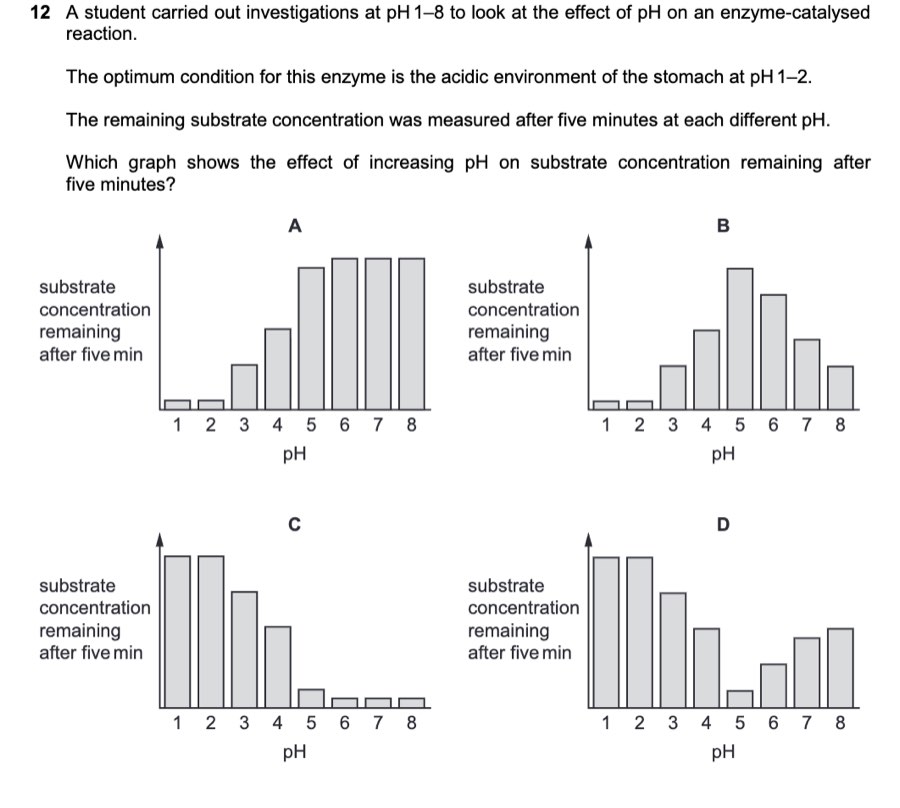 12 A student carried out investigations at pH 1–8 to look at the effect of pH on an enzyme-catalysed
reaction.
The optimum condition for this enzyme is the acidic environment of the stomach at pH 1–2.
The remaining substrate concentration was measured after five minutes at each different pH.
Which graph shows the effect of increasing pH on substrate concentration remaining after
five minutes?
A
substrate
concentration
remaining
after five min
1 2 3 4 5 6 7 8
pH
B
substrate
concentration
remaining
after five min
1 2 3 4 5 6 7 8
pH
C
substrate
concentration
remaining
after five min
1 2 3 4 5 6 7 8
pH
D
substrate
concentration
remaining
after five min
1 2 3 4 5 6 7 8
pH